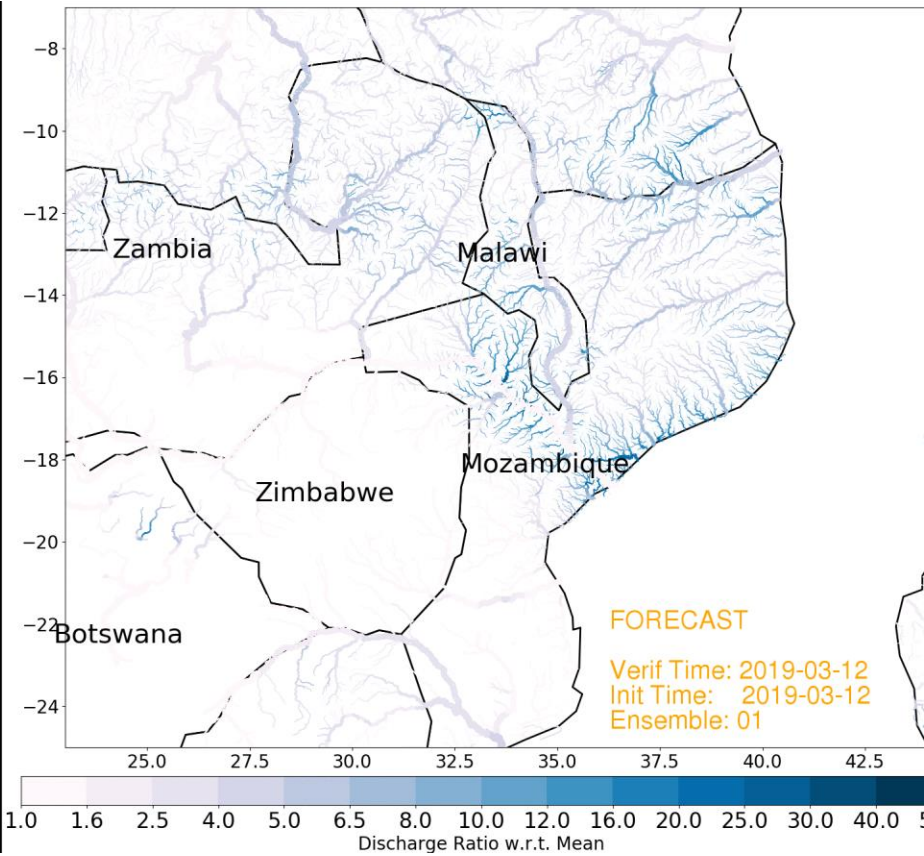 −8
−10
−12
−14
−16
−18
−20
−22
−24
Zambia
Malawi
Mozambique
Zimbabwe
Botswana
FORECAST
Verif Time: 2019-03-12
Init Time: 2019-03-12
Ensemble: 01
25.0 27.5 30.0 32.5 35.0 37.5 40.0 42.5
1.0 1.6 2.5 4.0 5.0 6.5 8.0 10.0 12.0 16.0 20.0 25.0 30.0 40.0
Discharge Ratio w.r.t. Mean